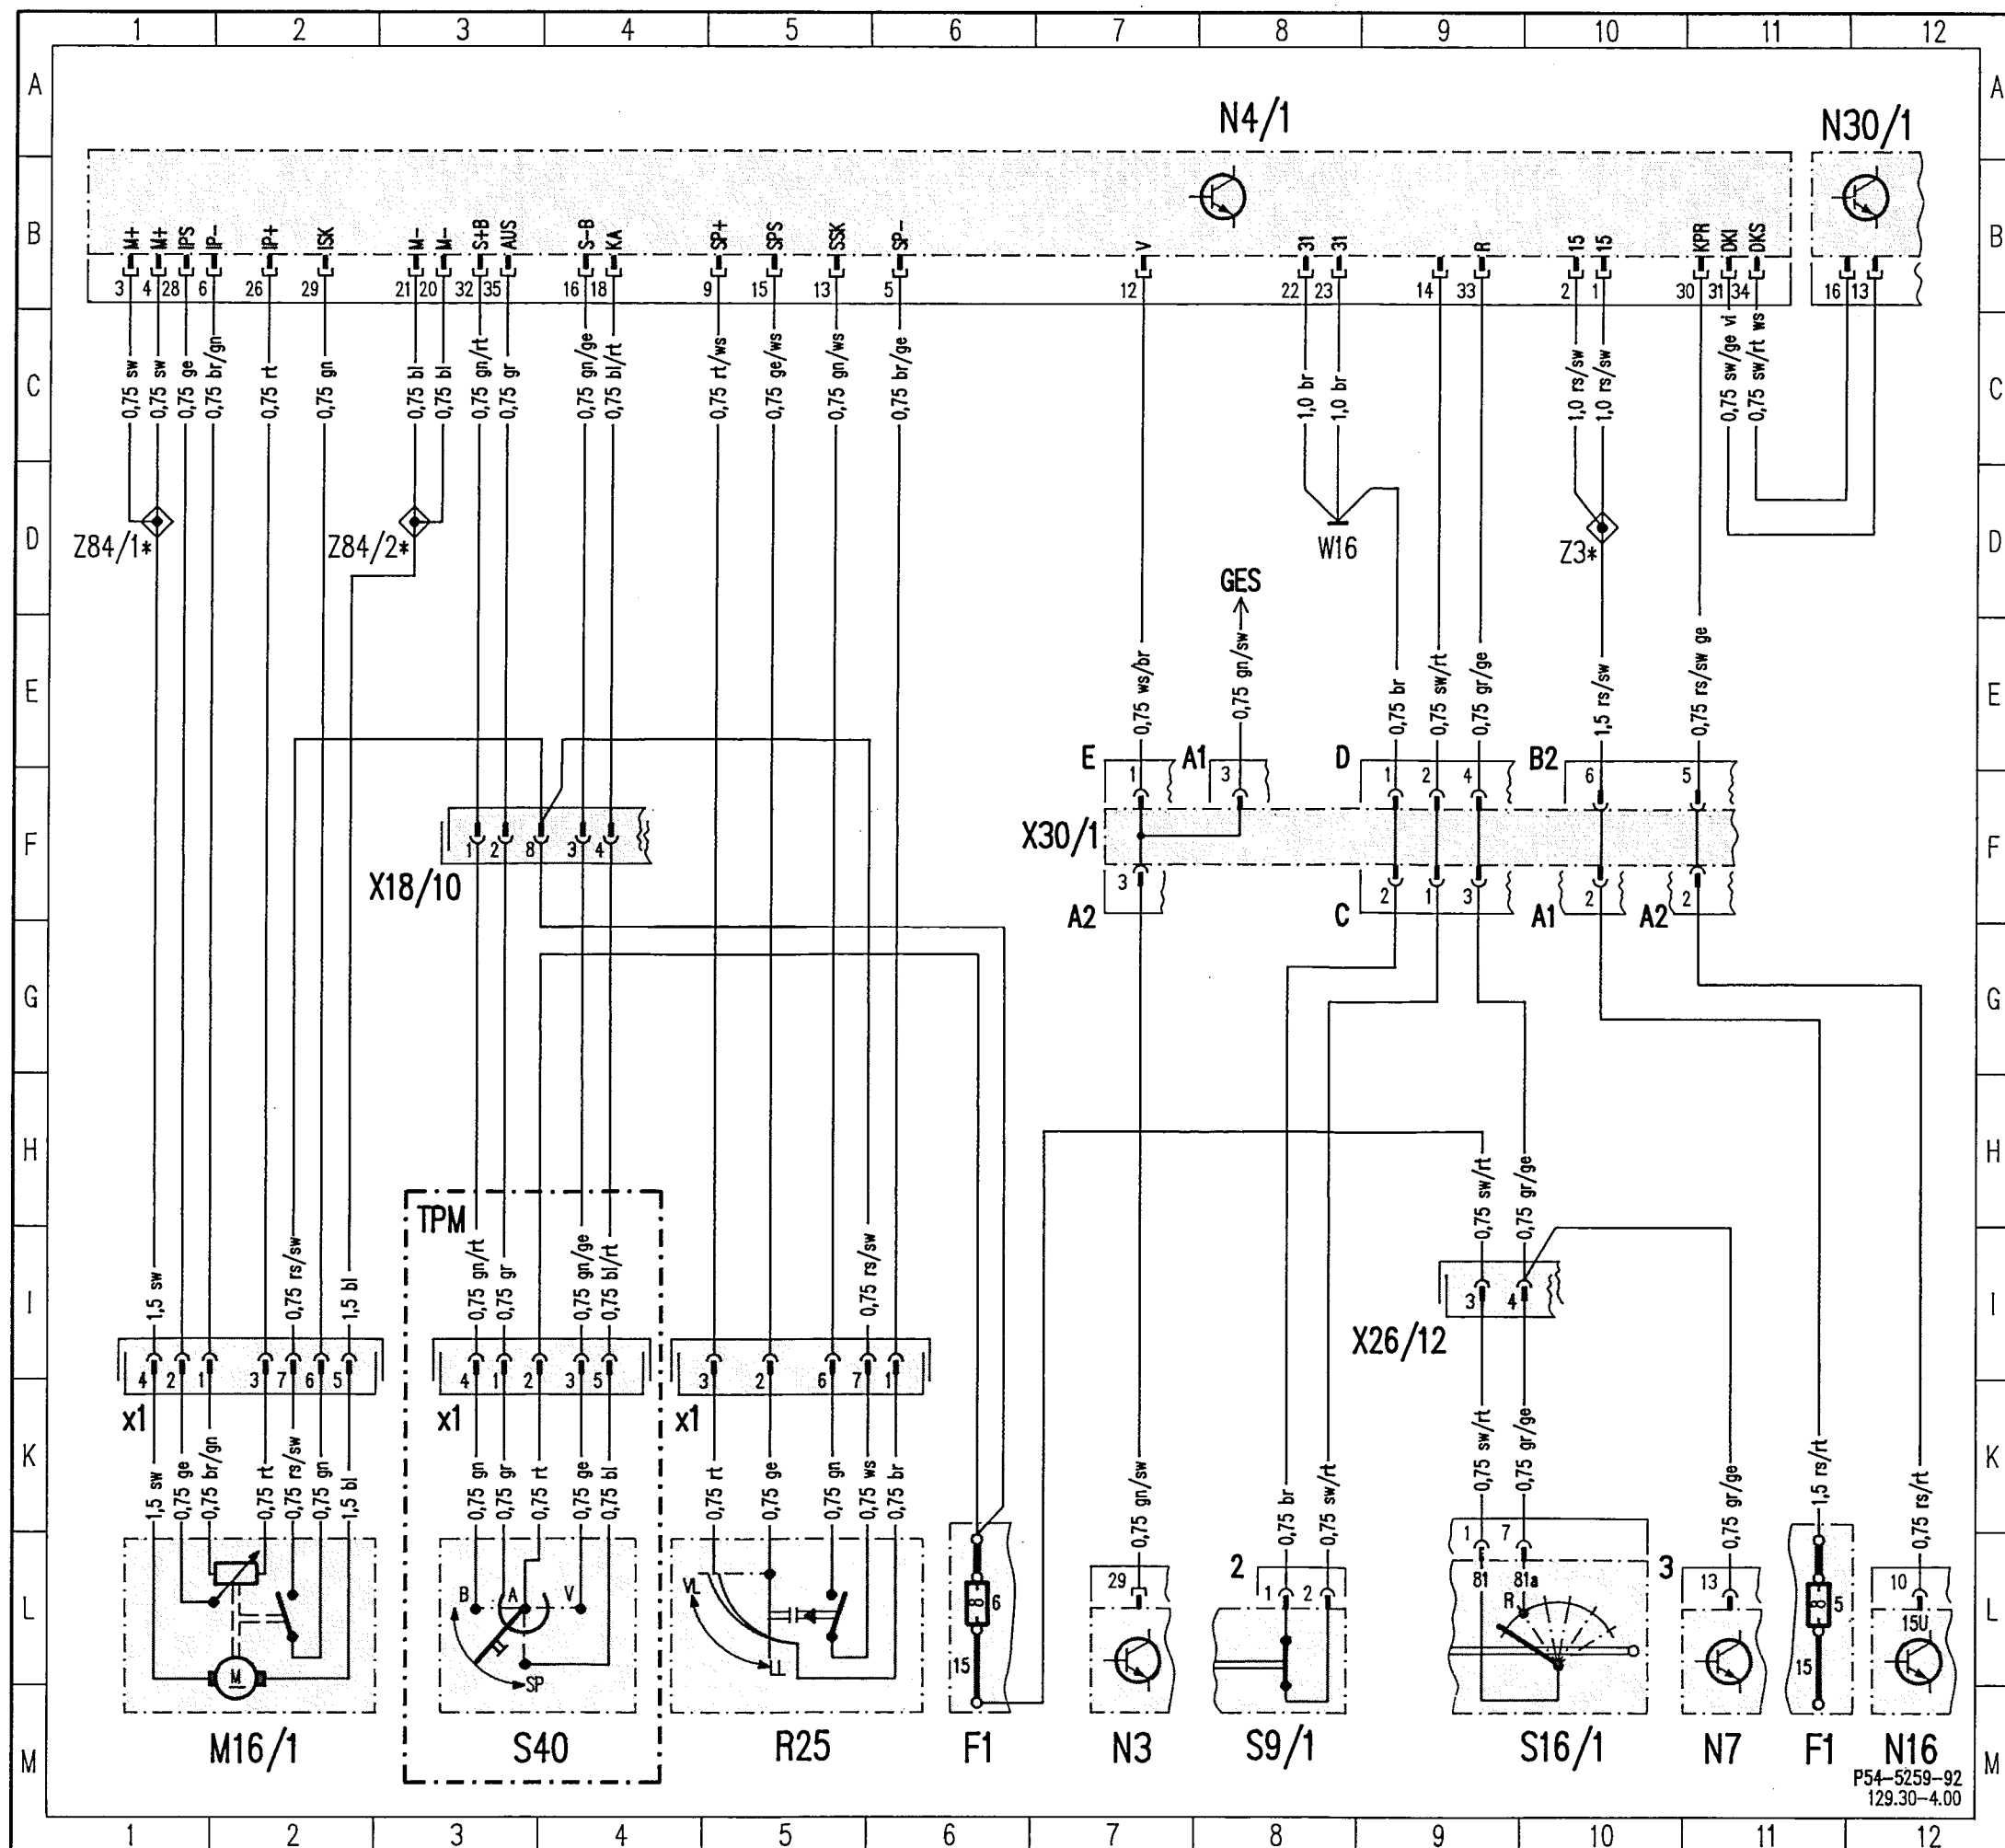 1 2 3 4 5 6 7 8 9 10 11 12
A A
N4/1 N30/1
B B
M+ M+ IPS IP- IP+ ISK M- M- S+B AUS S-B KA SP+ SPS SSK SP- V 31 31 R 15 15 KPR DKI DKS
3 4 28 6 26 29 21 20 32 35 16 18 9 15 13 5 12 22 23 14 33 2 1 30 31 34 16 13
C C
0,75 sw
0,75 sw
0,75 ge
0,75 br/gn
0,75 rt
0,75 gn
0,75 bl
0,75 bl
0,75 gn/rt
0,75 gr
0,75 gn/ge
0,75 bl/rt
0,75 rt/ws
0,75 ge/ws
0,75 gn/ws
0,75 br/ge
1,0 br
1,0 br
1,0 rs/sw
1,0 rs/sw
0,75 sw/ge vi
0,75 sw/rt ws
D D
Z84/1* Z84/2* W16 Z3*
GES
E E
0,75 ws/br
0,75 gn/sw
0,75 br
0,75 sw/rt
0,75 gr/ge
1,5 rs/sw
0,75 rs/sw ge
E 1 A1 3 D 1 2 4 B2 6 5
F F
X30/1
1 2 8 3 4
X18/10
3 2 1 3 2 2
A2 C A1 A2
G G
H H
0,75 sw/rt
0,75 gr/ge
TPM
I I
1,5 sw
0,75 rs/sw
1,5 bl
0,75 gn/rt
0,75 gr
0,75 gn/ge
0,75 bl/rt
0,75 rs/sw
3 4
X26/12
4 2 1 3 7 6 5
4 1 2 3 5
3 2 6 7 1
x1 x1 x1
K K
1,5 sw
0,75 ge
0,75 br/gn
0,75 rt
0,75 rs/sw
0,75 gn
1,5 bl
0,75 gn
0,75 gr
0,75 rt
0,75 ge
0,75 bl
0,75 rt
0,75 ge
0,75 gn
0,75 ws
0,75 br
0,75 gn/sw
0,75 br
0,75 sw/rt
0,75 sw/rt
0,75 gr/ge
0,75 gr/ge
1,5 rs/rt
0,75 rs/rt
L L
1 7
29 2 1 2 81 81a 3 13 10
B A V VL 8 6 R 8 5 15U
M SP LL 15 15
M M
M16/1 S40 R25 F1 N3 S9/1 S16/1 N7 F1 N16
P54-5259-92
129.30-4.00
1 2 3 4 5 6 7 8 9 10 11 12